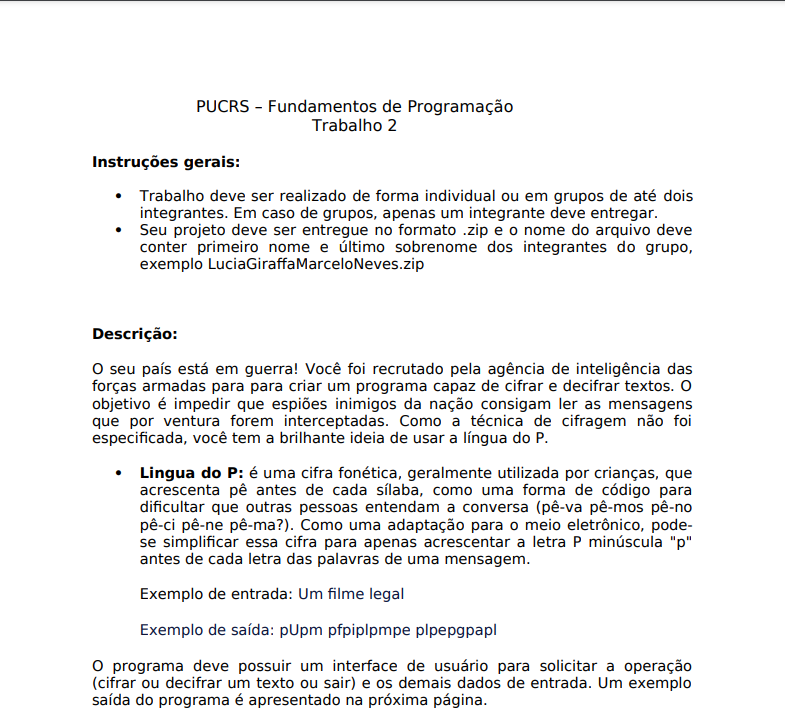 PUCRS – Fundamentos de Programação
Trabalho 2
Instruções gerais:
• Trabalho deve ser realizado de forma individual ou em grupos de até dois
integrantes. Em caso de grupos, apenas um integrante deve entregar.
• Seu projeto deve ser entregue no formato .zip e o nome do arquivo deve
conter primeiro nome e último sobrenome dos integrantes do grupo,
exemplo LuciaGiraffaMarceloNeves.zip
Descrição:
O seu país está em guerra! Você foi recrutado pela agência de inteligência das
forças armadas para para criar um programa capaz de cifrar e decifrar textos. O
objetivo é impedir que espiões inimigos da nação consigam ler as mensagens
que por ventura forem interceptadas. Como a técnica de cifragem não foi
especificada, você tem a brilhante ideia de usar a língua do P.
• Lingua do P: é uma cifra fonética, geralmente utilizada por crianças, que
acrescenta pê antes de cada sílaba, como uma forma de código para
dificultar que outras pessoas entendam a conversa (pê-va pê-mos pê-no
pê-ci pê-ne pê-ma?). Como uma adaptação para o meio eletrônico, pode-
se simplificar essa cifra para apenas acrescentar a letra P minúscula "p"
antes de cada letra das palavras de uma mensagem.
Exemplo de entrada: Um filme legal
Exemplo de saída: pUpm pfpiplpmpe plpepgpapl
O programa deve possuir um interface de usuário para solicitar a operação
(cifrar ou decifrar um texto ou sair) e os demais dados de entrada. Um exemplo
saída do programa é apresentado na próxima página.